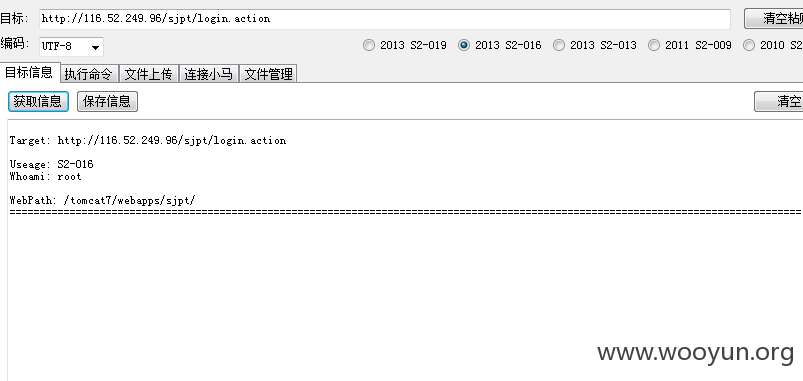 目标: http://116.52.249.96/sjpt/login.action 清空粘
编码: UTF-8 2013 S2-019 2013 S2-016 2013 S2-013 2011 S2-009 2010 S2
目标信息 执行命令 文件上传 连接小马 文件管理
获取信息 保存信息 清空
Target: http://116.52.249.96/sjpt/login.action
Useage: S2-016
Whoami: root
WebPath: /tomcat7/webapps/sjpt/
www.wooyun.org